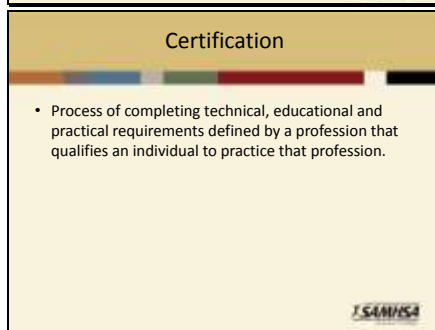 Certification
• Process of completing technical, educational and
practical requirements defined by a profession that
qualifies an individual to practice that profession.
SAMHSA